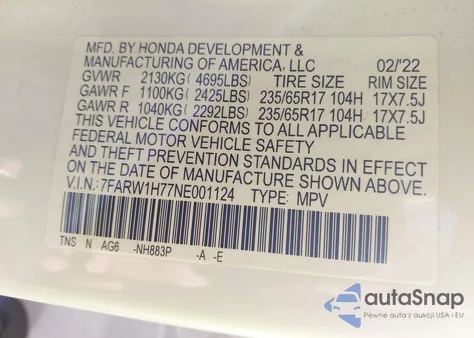 MFD. BY HONDA DEVELOPMENT &
MANUFACTURING OF AMERICA, LLC 02/'22
GVWR 2130KG (4695LBS) TIRE SIZE RIM SIZE
GAWR F 1100KG (2425LBS) 235/65R17 104H 17X7.5J
GAWR R 1040KG (2292LBS) 235/65R17 104H 17X7.5J
THIS VEHICLE CONFORMS TO ALL APPLICABLE
FEDERAL MOTOR VEHICLE SAFETY
AND THEFT PREVENTION STANDARDS IN EFFECT
ON THE DATE OF MANUFACTURE SHOWN ABOVE.
V.I.N.:7FARW1H77NE001124 TYPE: MPV
TNS N AG6 -NH883P -A -E
autoSnap
Pewne auta z aukcji USA i EU